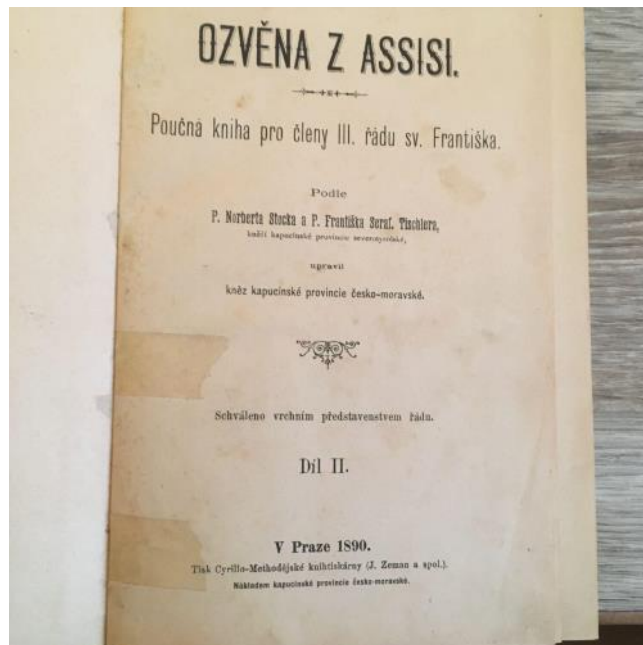 OZVĚNA Z ASSISI.
Poučná kniha pro členy III. řádu sv. Františka.
Podle
P. Norberta Stocka a P. Františka Seraf. Tischlera,
kněží kapucínské provincie severotyrolské,
upravil
kněz kapucínské provincie česko-moravské.
Schváleno vrchním představenstvem řádu.
Díl II.
V Praze 1890.
Tisk Cyrillo-Methodějské knihtiskárny (J. Zeman a spol.).
Nákladem kapucínské provincie česko-moravské.